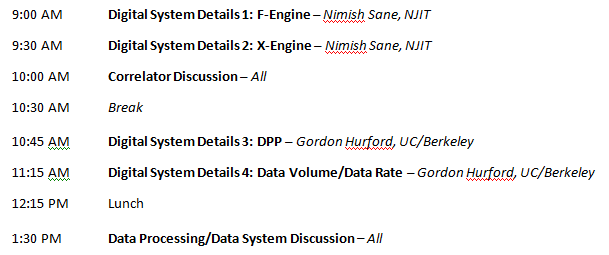 9:00 AM Digital System Details 1: F-Engine – Nimish Sane, NJIT
9:30 AM Digital System Details 2: X-Engine – Nimish Sane, NJIT
10:00 AM Correlator Discussion – All
10:30 AM Break
10:45 AM Digital System Details 3: DPP – Gordon Hurford, UC/Berkeley
11:15 AM Digital System Details 4: Data Volume/Data Rate – Gordon Hurford, UC/Berkeley
12:15 PM Lunch
1:30 PM Data Processing/Data System Discussion – All